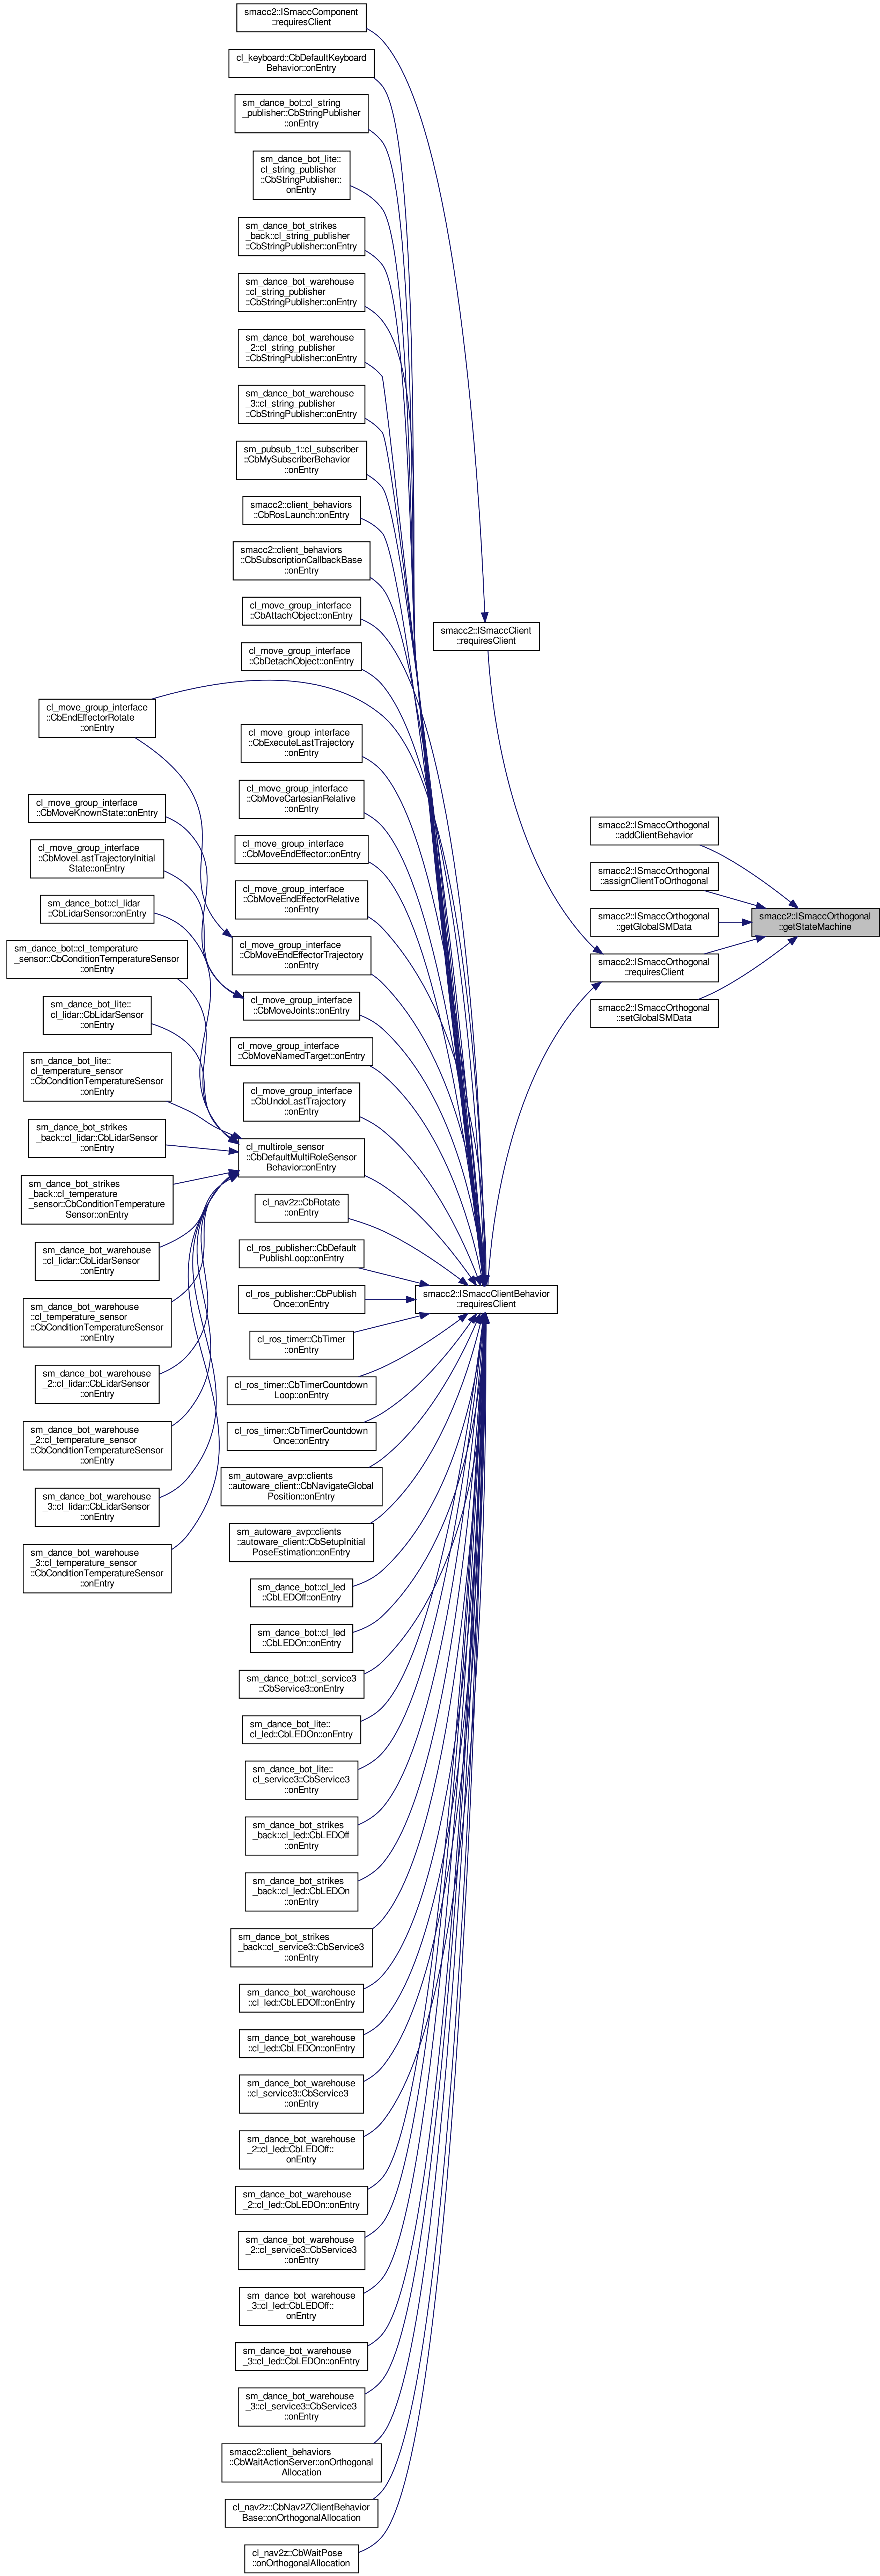 smacc2::ISmaccComponent
::requiresClient
cl_keyboard::CbDefaultKeyboard
Behavior::onEntry
sm_dance_bot::cl_string
_publisher::CbStringPublisher
::onEntry
sm_dance_bot_lite::
cl_string_publisher
::CbStringPublisher::
onEntry
sm_dance_bot_strikes
_back::cl_string_publisher
::CbStringPublisher::onEntry
sm_dance_bot_warehouse
::cl_string_publisher
::CbStringPublisher::onEntry
sm_dance_bot_warehouse
_2::cl_string_publisher
::CbStringPublisher::onEntry
sm_dance_bot_warehouse
_3::cl_string_publisher
::CbStringPublisher::onEntry
sm_pubsub_1::cl_subscriber
::CbMySubscriberBehavior
::onEntry
smacc2::client_behaviors
::CbRosLaunch::onEntry
smacc2::client_behaviors
::CbSubscriptionCallbackBase
::onEntry
cl_move_group_interface
::CbAttachObject::onEntry
smacc2::ISmaccClient
::requiresClient
cl_move_group_interface
::CbDetachObject::onEntry
cl_move_group_interface
::CbEndEffectorRotate
::onEntry
cl_move_group_interface
::CbExecuteLastTrajectory
::onEntry
cl_move_group_interface
::CbMoveCartesianRelative
::onEntry
cl_move_group_interface
::CbMoveKnownState::onEntry
smacc2::ISmaccOrthogonal
::addClientBehavior
cl_move_group_interface
::CbMoveEndEffector::onEntry
cl_move_group_interface
::CbMoveLastTrajectoryInitial
State::onEntry
smacc2::ISmaccOrthogonal
::assignClientToOrthogonal
cl_move_group_interface
::CbMoveEndEffectorRelative
::onEntry
sm_dance_bot::cl_lidar
::CbLidarSensor::onEntry
smacc2::ISmaccOrthogonal
::getGlobalSMData
smacc2::ISmaccOrthogonal
::getStateMachine
cl_move_group_interface
::CbMoveEndEffectorTrajectory
::onEntry
sm_dance_bot::cl_temperature
_sensor::CbConditionTemperatureSensor
::onEntry
smacc2::ISmaccOrthogonal
::requiresClient
cl_move_group_interface
::CbMoveJoints::onEntry
sm_dance_bot_lite::
cl_lidar::CbLidarSensor
::onEntry
smacc2::ISmaccOrthogonal
::setGlobalSMData
cl_move_group_interface
::CbMoveNamedTarget::onEntry
sm_dance_bot_lite::
cl_temperature_sensor
::CbConditionTemperatureSensor
::onEntry
cl_move_group_interface
::CbUndoLastTrajectory
::onEntry
sm_dance_bot_strikes
_back::cl_lidar::CbLidarSensor
::onEntry
cl_multirole_sensor
::CbDefaultMultiRoleSensor
Behavior::onEntry
sm_dance_bot_strikes
_back::cl_temperature
_sensor::CbConditionTemperature
Sensor::onEntry
cl_nav2z::CbRotate
::onEntry
sm_dance_bot_warehouse
::cl_lidar::CbLidarSensor
::onEntry
cl_ros_publisher::CbDefault
PublishLoop::onEntry
cl_ros_publisher::CbPublish
Once::onEntry
smacc2::ISmaccClientBehavior
::requiresClient
sm_dance_bot_warehouse
::cl_temperature_sensor
::CbConditionTemperatureSensor
::onEntry
cl_ros_timer::CbTimer
::onEntry
sm_dance_bot_warehouse
_2::cl_lidar::CbLidarSensor
::onEntry
cl_ros_timer::CbTimerCountdown
Loop::onEntry
sm_dance_bot_warehouse
_2::cl_temperature_sensor
::CbConditionTemperatureSensor
::onEntry
cl_ros_timer::CbTimerCountdown
Once::onEntry
sm_autoware_avp::clients
::autoware_client::CbNavigateGlobal
Position::onEntry
sm_dance_bot_warehouse
_3::cl_lidar::CbLidarSensor
::onEntry
sm_autoware_avp::clients
::autoware_client::CbSetupInitial
PoseEstimation::onEntry
sm_dance_bot_warehouse
_3::cl_temperature_sensor
::CbConditionTemperatureSensor
::onEntry
sm_dance_bot::cl_led
::CbLEDOff::onEntry
sm_dance_bot::cl_led
::CbLEDOn::onEntry
sm_dance_bot::cl_service3
::CbService3::onEntry
sm_dance_bot_lite::
cl_led::CbLEDOn::onEntry
sm_dance_bot_lite::
cl_service3::CbService3
::onEntry
sm_dance_bot_strikes
_back::cl_led::CbLEDOff
::onEntry
sm_dance_bot_strikes
_back::cl_led::CbLEDOn
::onEntry
sm_dance_bot_strikes
_back::cl_service3::CbService3
::onEntry
sm_dance_bot_warehouse
::cl_led::CbLEDOff::onEntry
sm_dance_bot_warehouse
::cl_led::CbLEDOn::onEntry
sm_dance_bot_warehouse
::cl_service3::CbService3
::onEntry
sm_dance_bot_warehouse
_2::cl_led::CbLEDOff::
onEntry
sm_dance_bot_warehouse
_2::cl_led::CbLEDOn::onEntry
sm_dance_bot_warehouse
_2::cl_service3::CbService3
::onEntry
sm_dance_bot_warehouse
_3::cl_led::CbLEDOff::
onEntry
sm_dance_bot_warehouse
_3::cl_led::CbLEDOn::onEntry
sm_dance_bot_warehouse
_3::cl_service3::CbService3
::onEntry
smacc2::client_behaviors
::CbWaitActionServer::onOrthogonal
Allocation
cl_nav2z::CbNav2ZClientBehavior
Base::onOrthogonalAllocation
cl_nav2z::CbWaitPose
::onOrthogonalAllocation